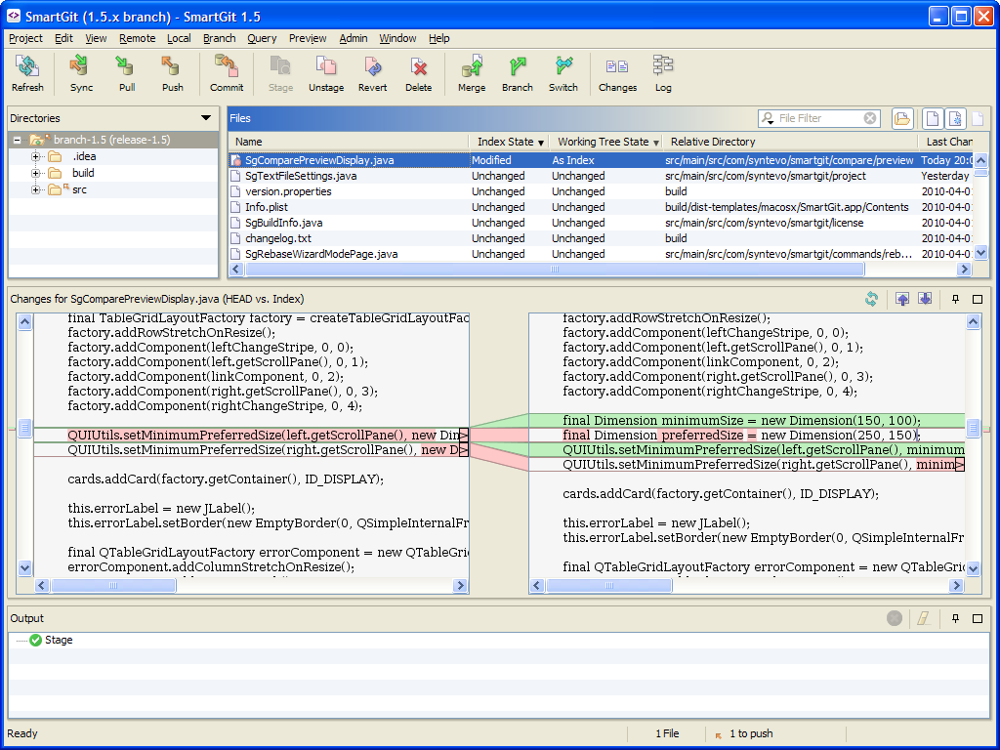 SmartGit (1.5.x branch) - SmartGit 1.5
Project Edit View Remote Local Branch Query Preview Admin Window Help
Refresh Sync Pull Push Commit Stage Unstage Revert Delete Merge Branch Switch Changes Log
Directories
branch-1.5 (release-1.5)
.idea
build
src
Files File Filter
Name Index State Working Tree State Relative Directory Last Chan
SgComparePreviewDisplay.java Modified As Index src/main/src/com/syntevo/smartgit/compare/preview Today 20:0
SgTextFileSettings.java Unchanged Unchanged src/main/src/com/syntevo/smartgit/project Yesterday
version.properties Unchanged Unchanged build 2010-04-01
Info.plist Unchanged Unchanged build/dist-templates/macosx/SmartGit.app/Contents 2010-04-01
SgBuildInfo.java Unchanged Unchanged src/main/src/com/syntevo/smartgit/license 2010-04-01
changelog.txt Unchanged Unchanged build 2010-04-01
SgRebaseWizardModePage.java Unchanged Unchanged src/main/src/com/syntevo/smartgit/commands/reb... 2010-04-01
Changes for SgComparePreviewDisplay.java (HEAD vs. Index)
final TableGridLayoutFactory factory = createTableGridLayoutFac
factory.addRowStretchOnResize();
factory.addComponent(leftChangeStripe, 0, 0);
factory.addComponent(left.getScrollPane(), 0, 1);
factory.addComponent(linkComponent, 0, 2);
factory.addComponent(right.getScrollPane(), 0, 3);
factory.addComponent(rightChangeStripe, 0, 4);
QUIUtils.setMinimumPreferredSize(left.getScrollPane(), new Din
QUIUtils.setMinimumPreferredSize(right.getScrollPane(), new D
cards.addCard(factory.getContainer(), ID_DISPLAY);
this.errorLabel = new JLabel();
this.errorLabel.setBorder(new EmptyBorder(0, QSimpleInternalFr
final QTableGridLayoutFactory errorComponent = new QTableGri
errorComponent.addColumnStretchOnResize();
factory.addRowStretchOnResize();
factory.addComponent(leftChangeStripe, 0, 0);
factory.addComponent(left.getScrollPane(), 0, 1);
factory.addComponent(linkComponent, 0, 2);
factory.addComponent(right.getScrollPane(), 0, 3);
factory.addComponent(rightChangeStripe, 0, 4);
final Dimension minimumSize = new Dimension(150, 100);
final Dimension preferredSize = new Dimension(250, 150);
QUIUtils.setMinimumPreferredSize(left.getScrollPane(), minimum
QUIUtils.setMinimumPreferredSize(right.getScrollPane(), minim
cards.addCard(factory.getContainer(), ID_DISPLAY);
this.errorLabel = new JLabel();
this.errorLabel.setBorder(new EmptyBorder(0, QSimpleInternalFr
final QTableGridLayoutFactory errorComponent = new QTableGri
Output
Stage
Ready 1 File 1 to push